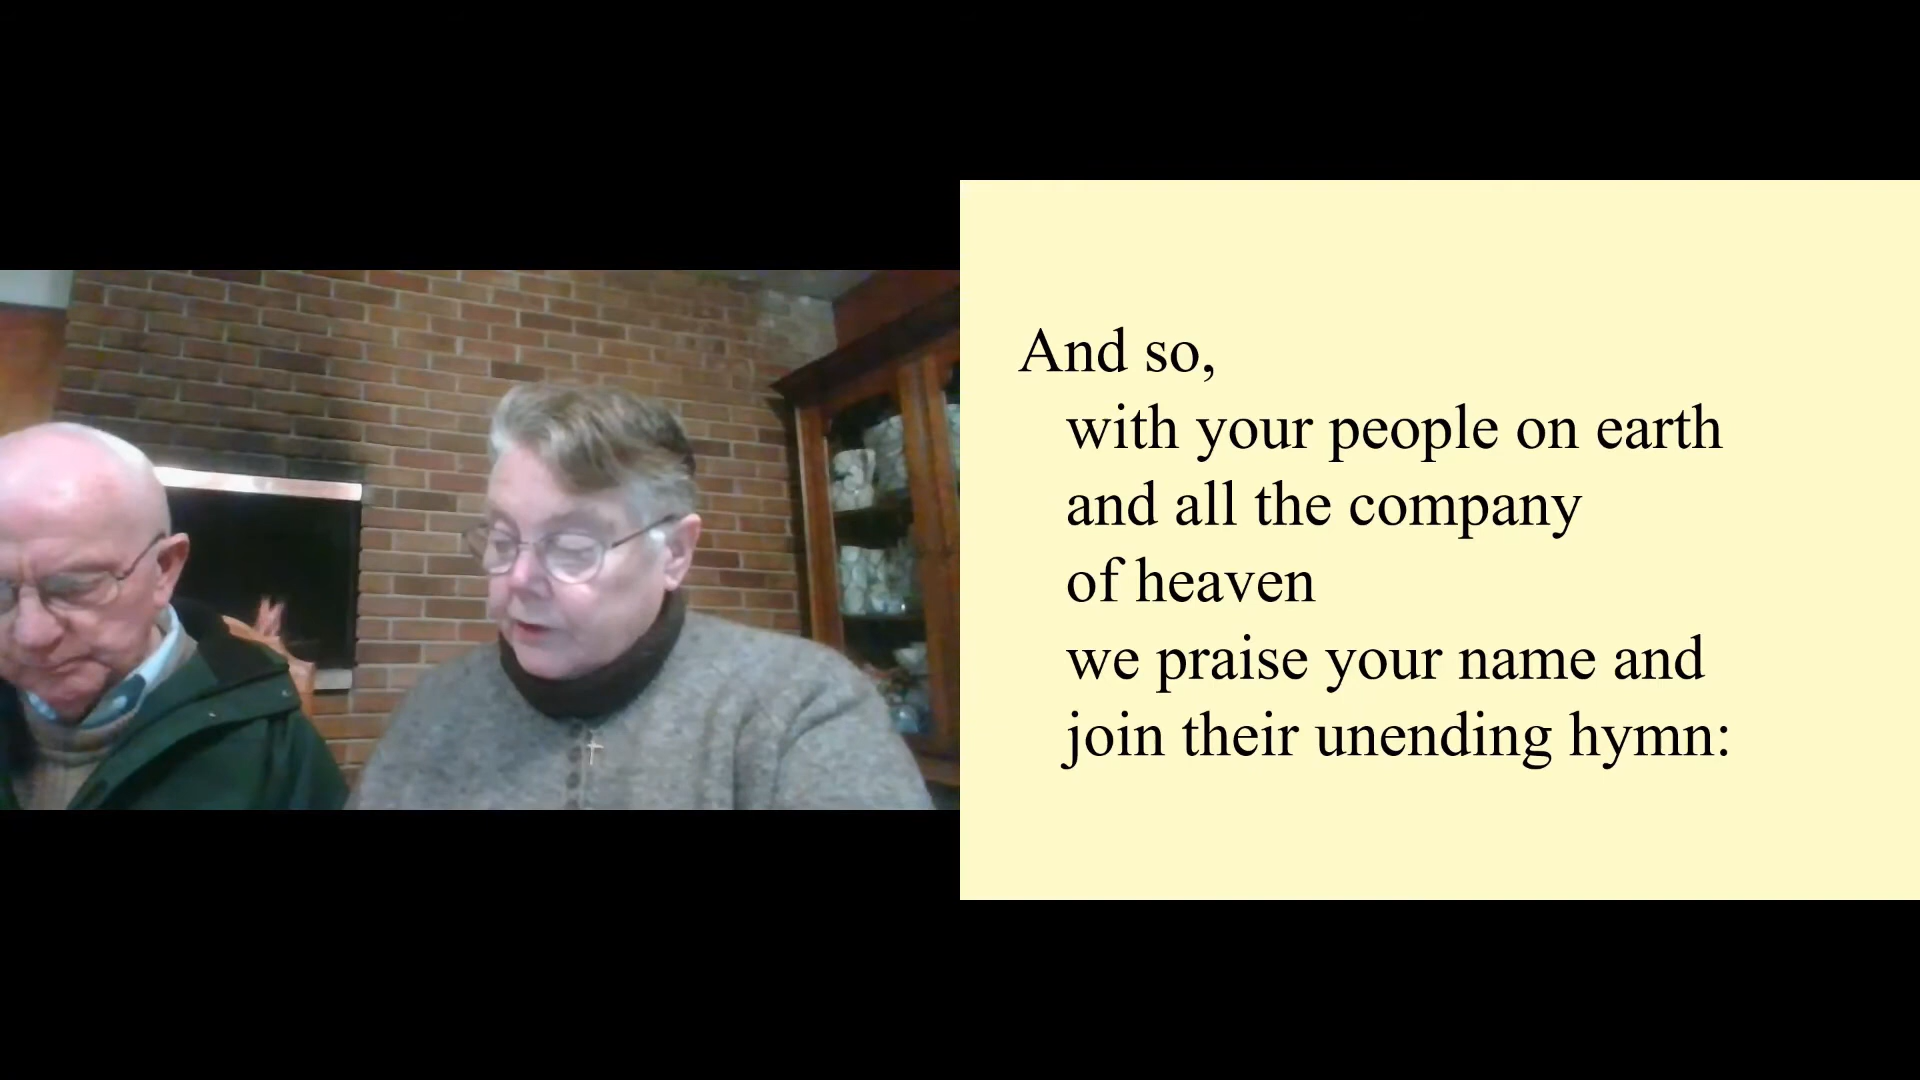 And so,
with your people on earth
and all the company
of heaven
we praise your name and
join their unending hymn: